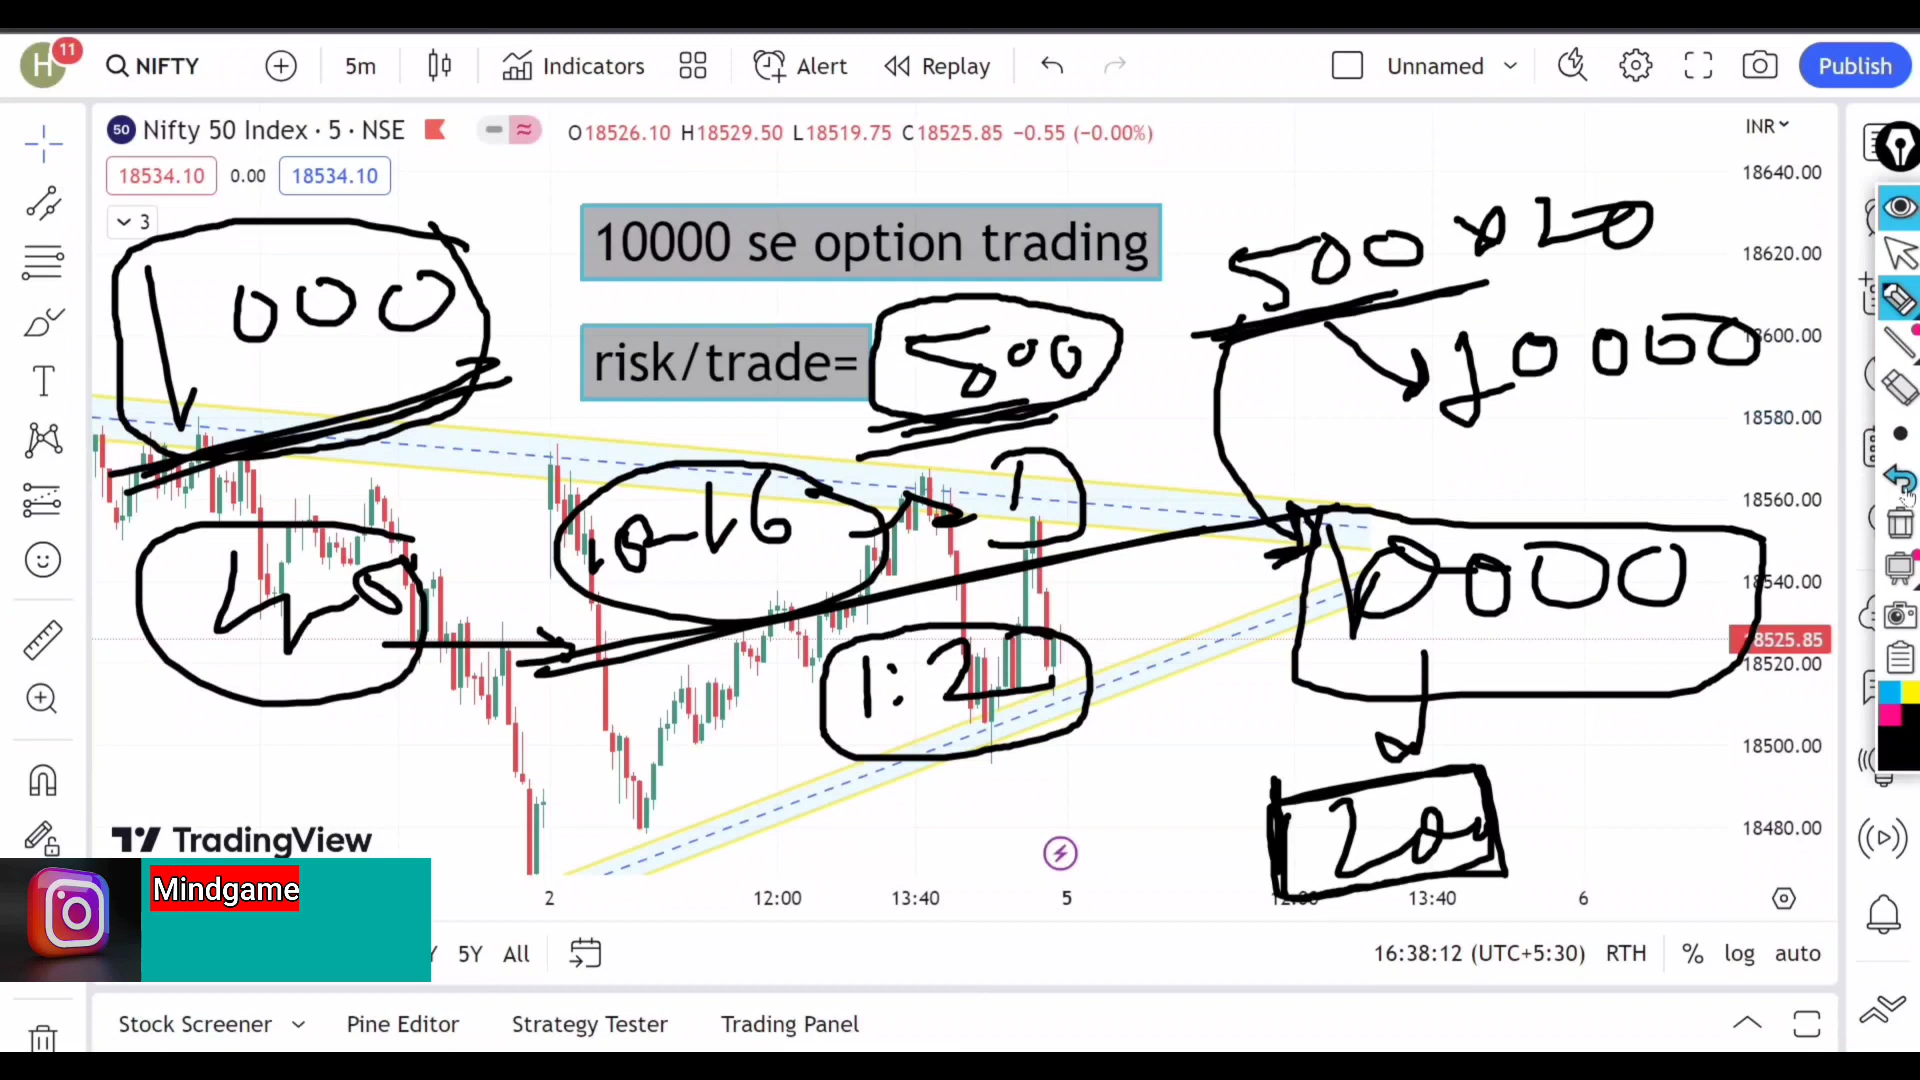 H 11 NIFTY 5m Indicators Alert Replay Unnamed Publish
50 Nifty 50 Index · 5 · NSE O18526.10 H18529.50 L18519.75 C18525.85 −0.55 (−0.00%) INR
18534.10 0.00 18534.10
3
10000 se option trading
risk/trade= 500
1000
500 x 20
10000
10-16
1
1:2
10000
200
18640.00
18620.00
18600.00
18580.00
18560.00
18540.00
18525.85
18520.00
18500.00
18480.00
TradingView
Mindgame
2 12:00 13:40 5 13:40 6
5Y All 16:38:12 (UTC+5:30) RTH % log auto
Stock Screener Pine Editor Strategy Tester Trading Panel